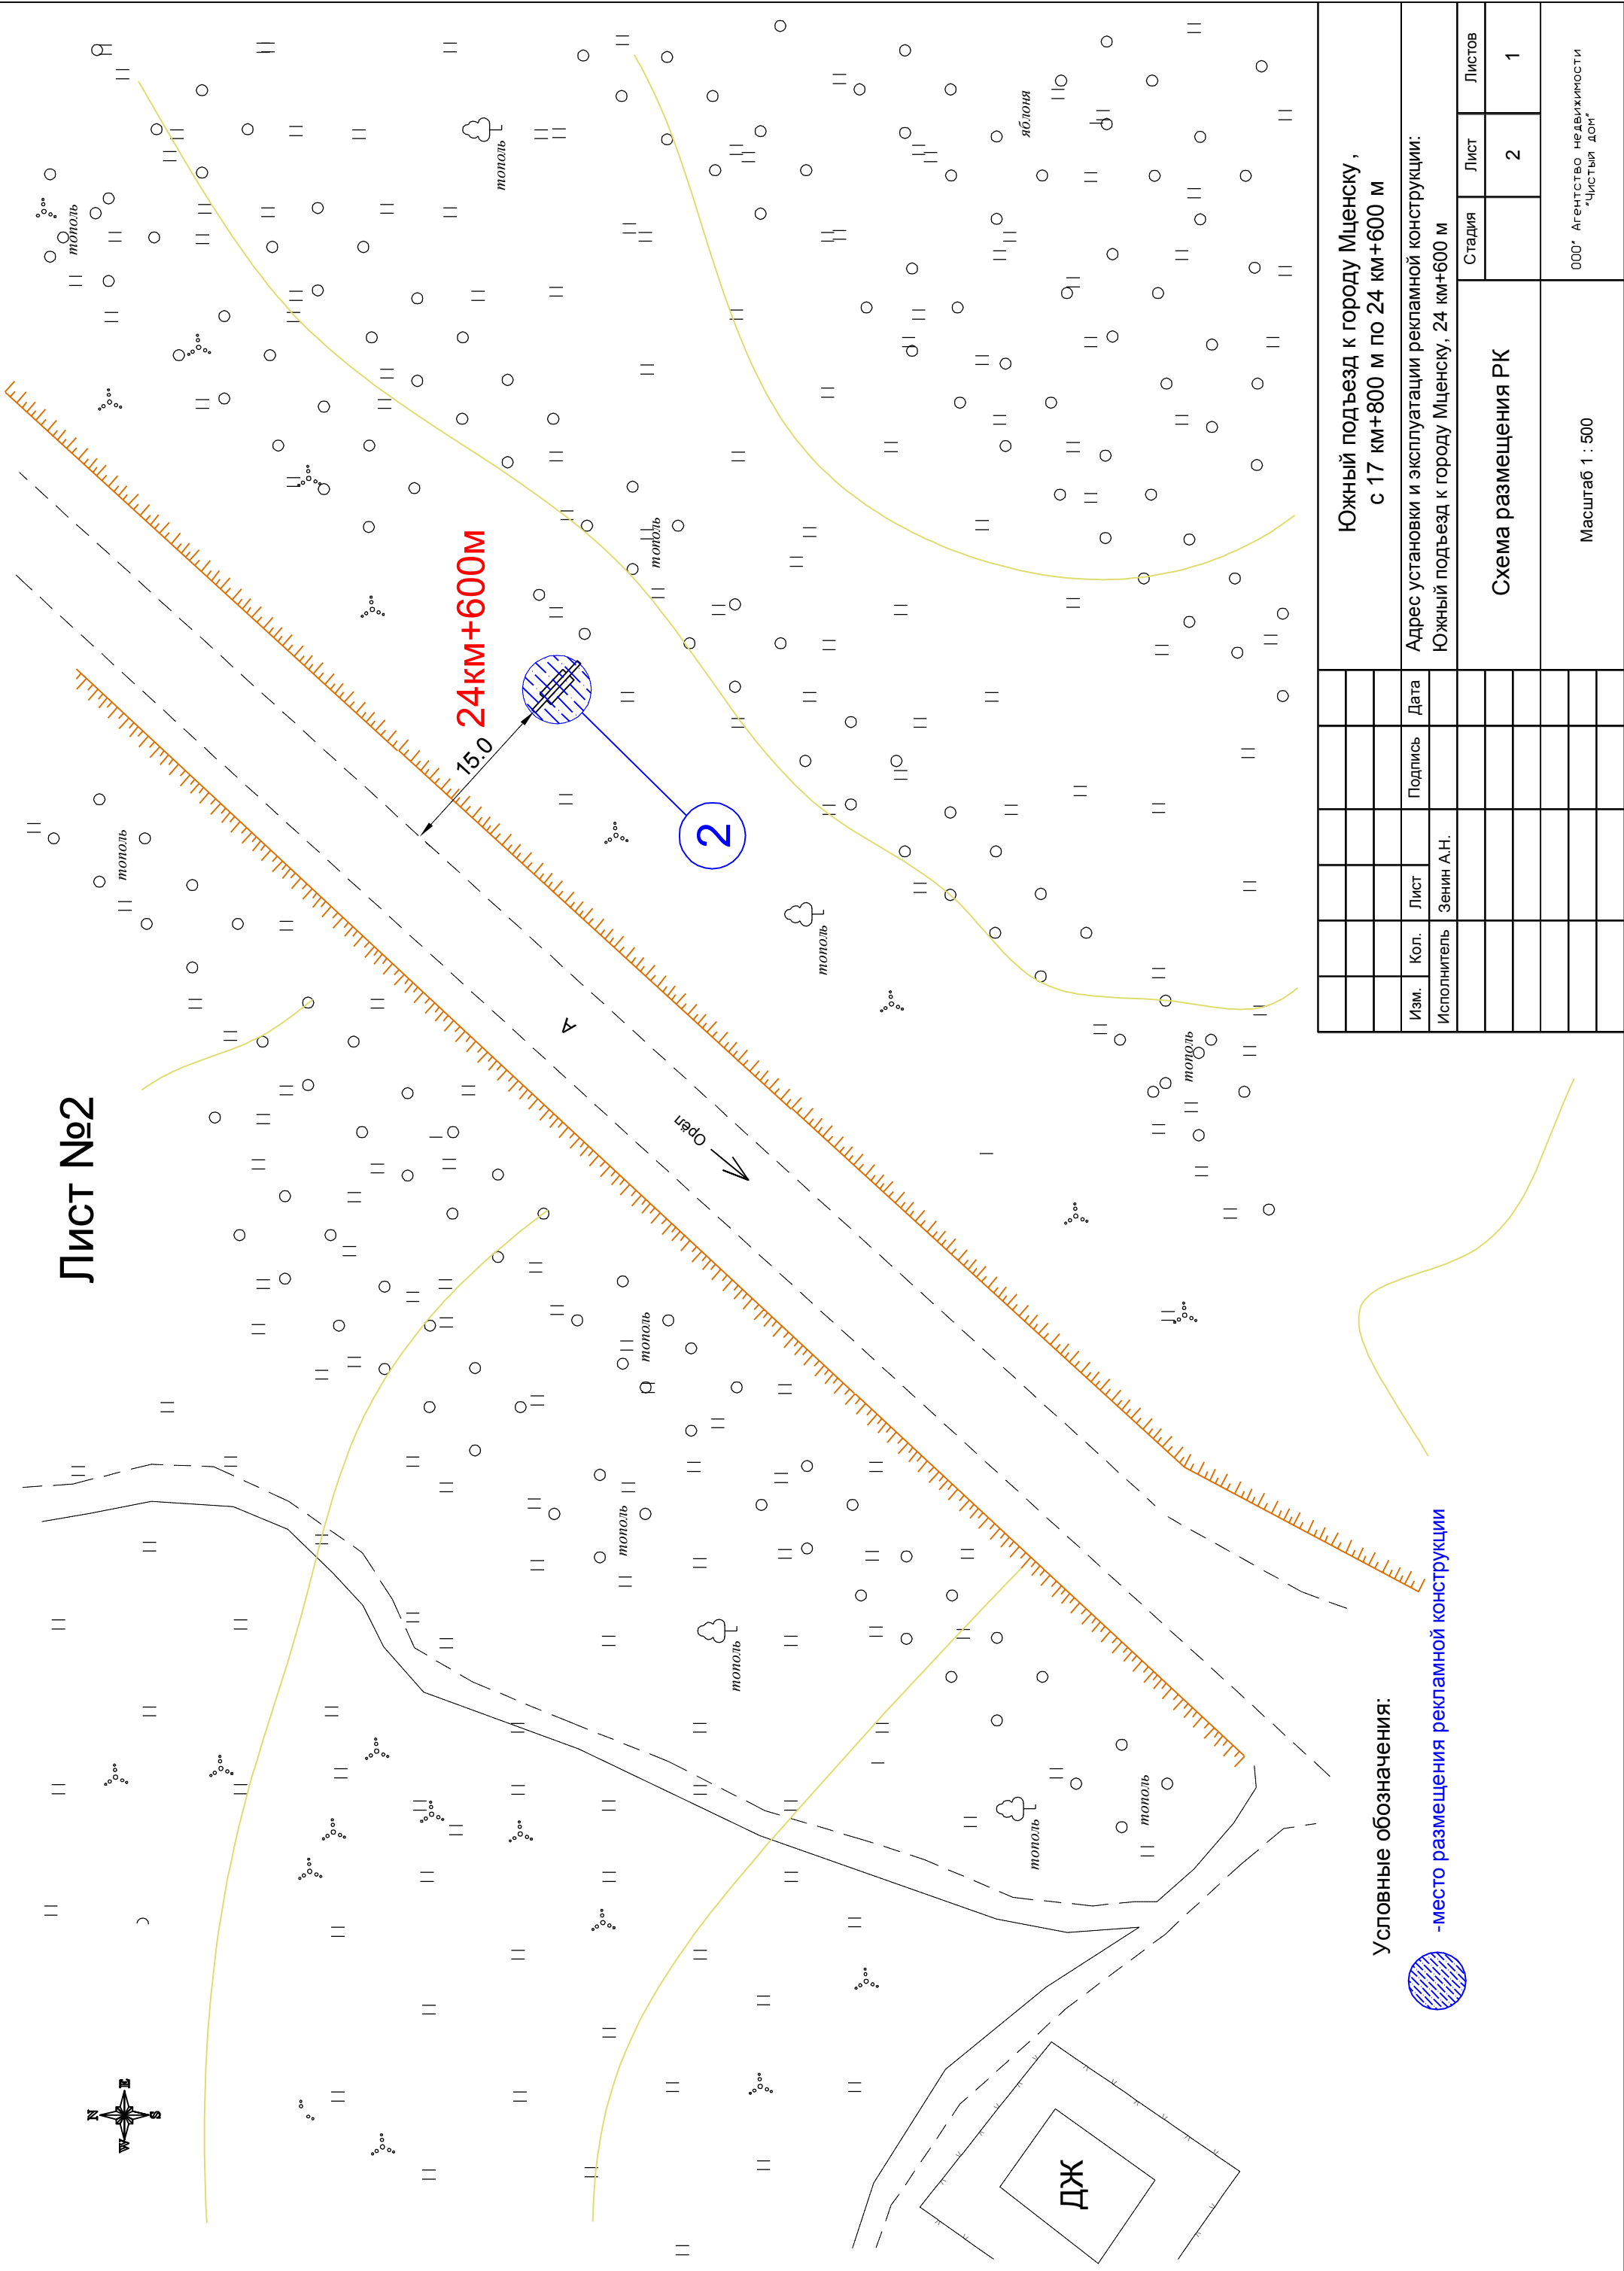 Лист №2
N
W
E
S
тополь
тополь
тополь
24км+600м
15.0
тополь
2
А
Орёл
тополь
тополь
тополь
тополь
яблоня
тополь
тополь
тополь
тополь
ДЖ
Условные обозначения:
-место размещения рекламной конструкции
Южный подъезд к городу Мценску,
с 17 км+800 м по 24 км+600 м
Изм.
Кол.
Лист
Подпись
Дата
Адрес установки и эксплуатации рекламной конструкции:
Исполнитель
Зенин А.Н.
Южный подъезд к городу Мценску, 24 км+600 м
Схема размещения РК
Стадия
Лист
Листов
2
1
Масштаб 1 : 500
ООО" Агентство недвижимости
"Чистый дом"